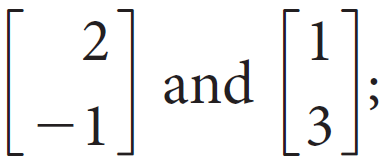 [ 2 −1 ] and [ 1 3 ];